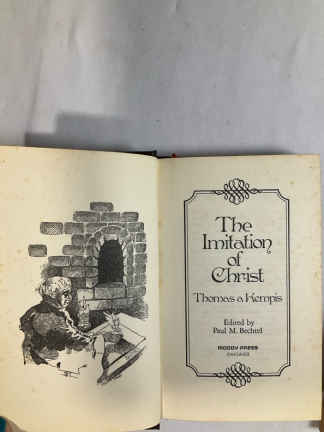 The
Imitation
of
Christ
Thomas a Kempis
Edited by
Paul M. Bechtel
MOODY PRESS
CHICAGO